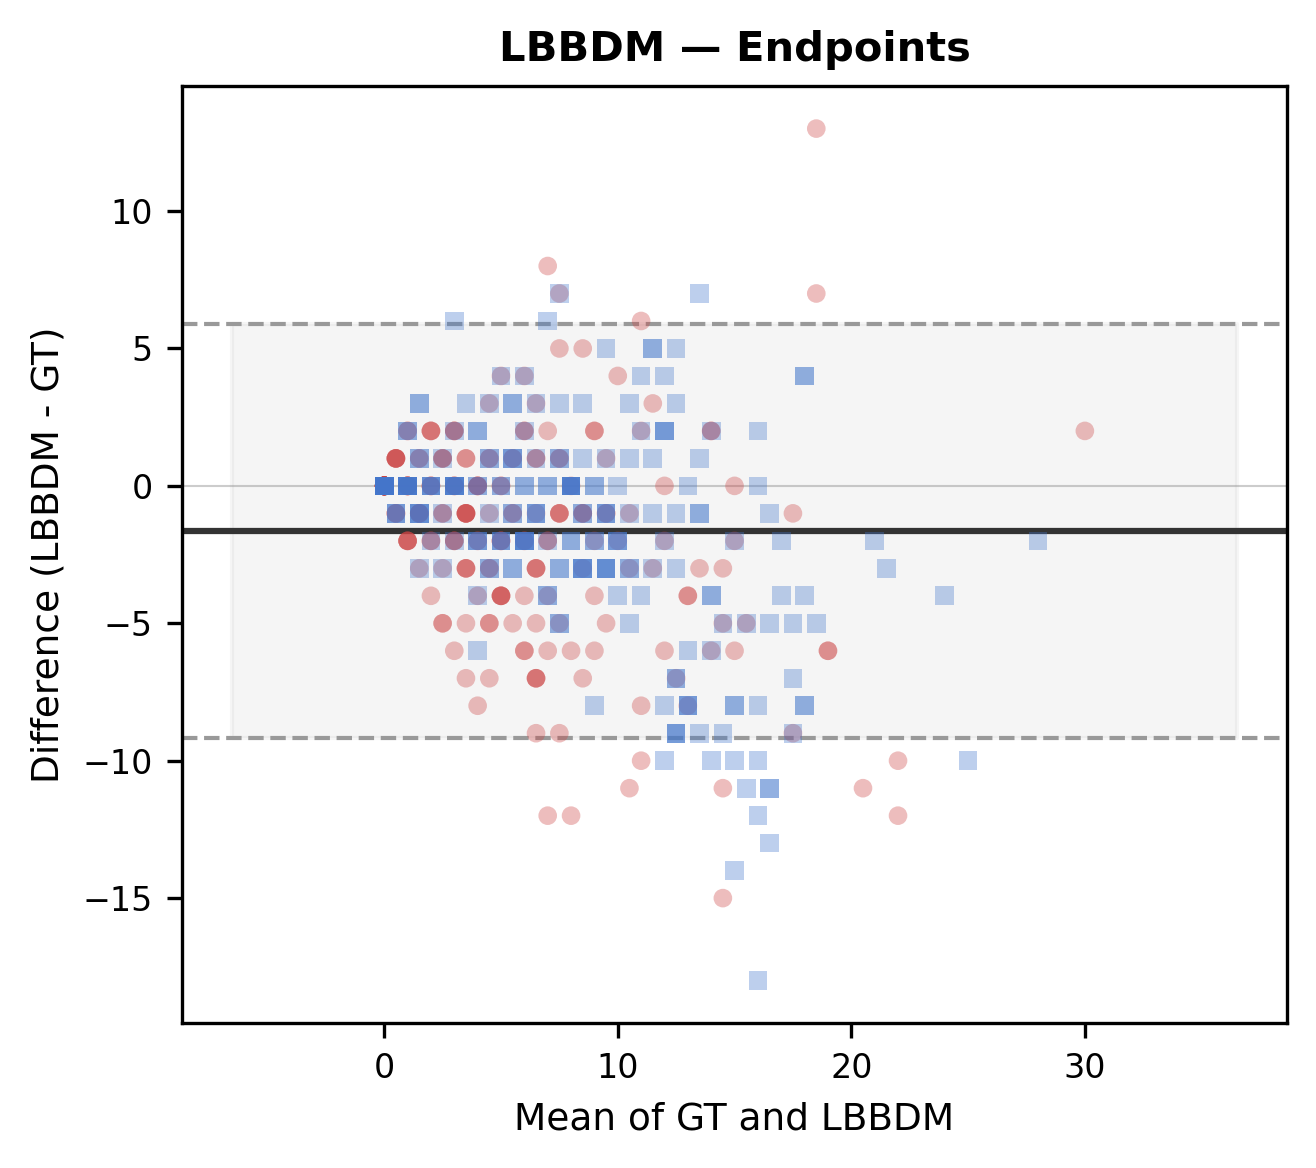 LBBDM — Endpoints
Difference (LBBDM - GT)
10
5
0
−5
−10
−15
0 10 20 30
Mean of GT and LBBDM